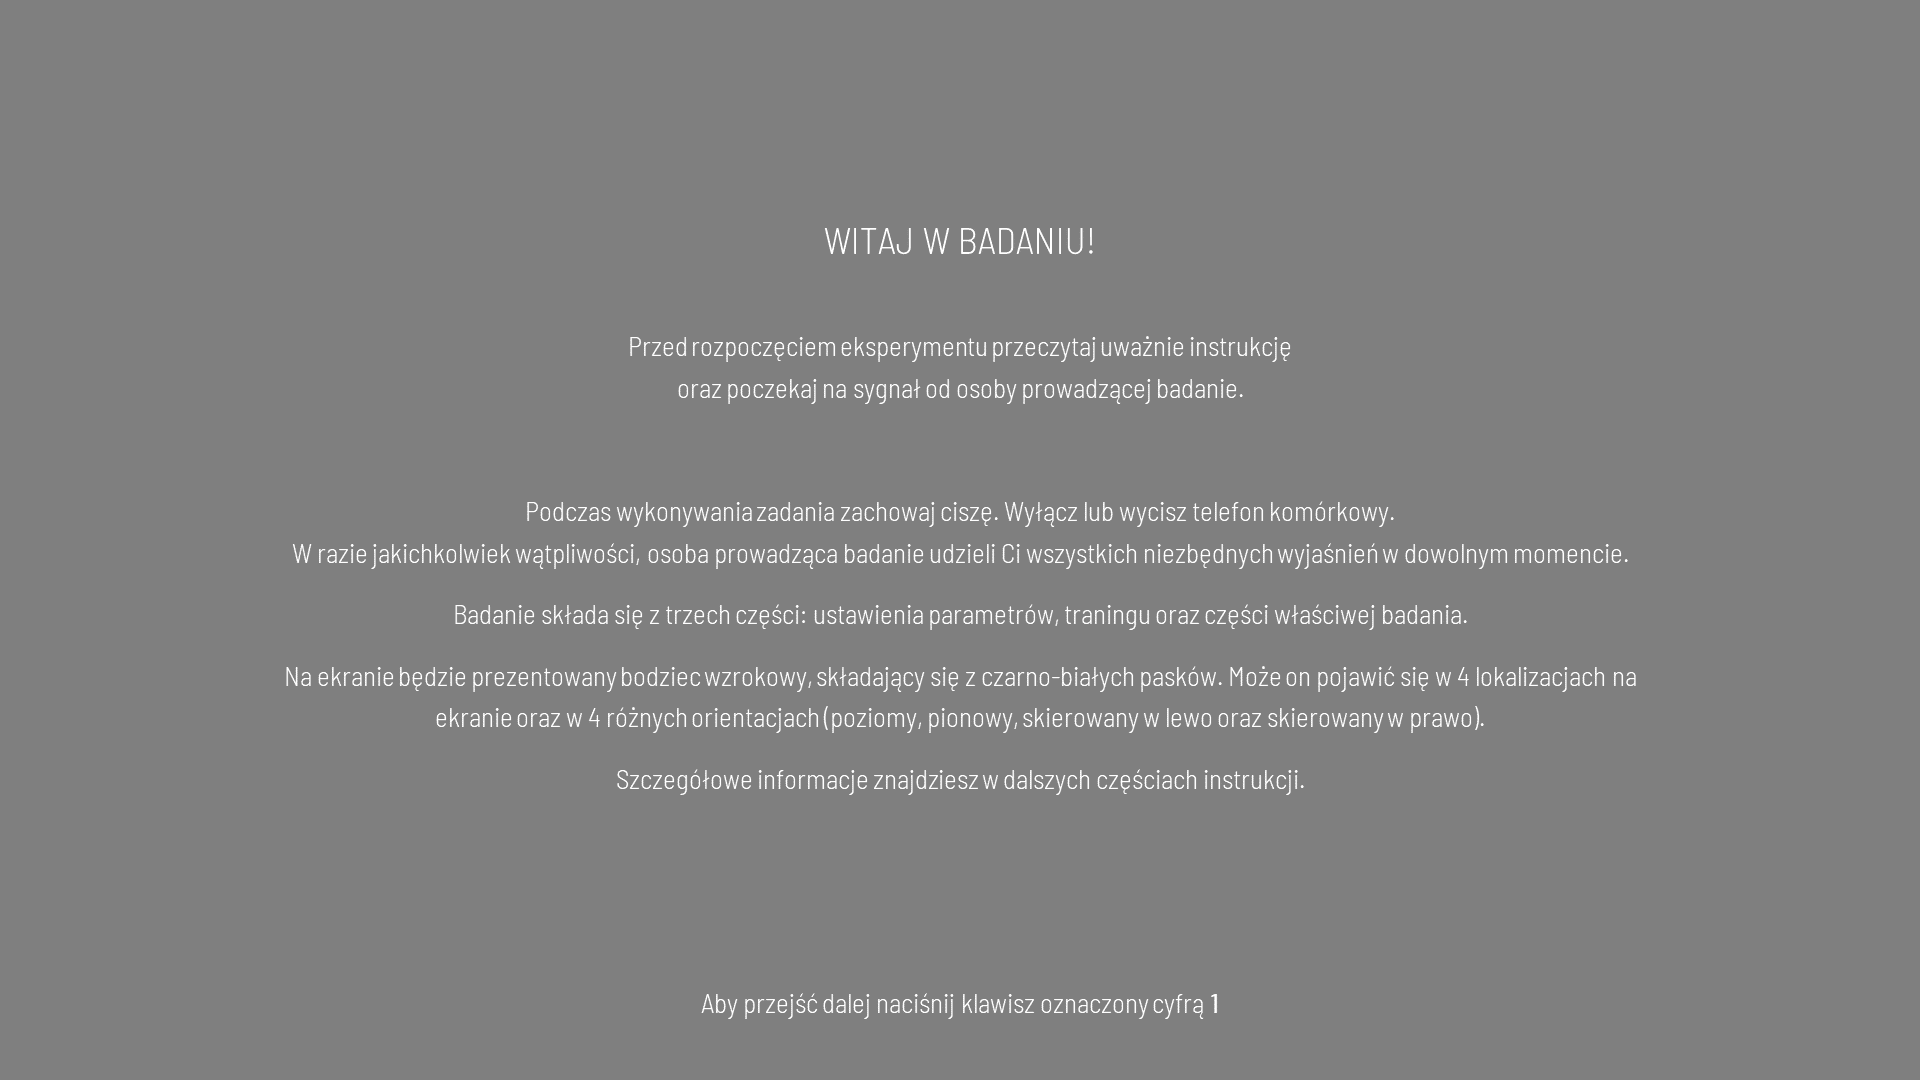 WITAJ W BADANIU!
Przed rozpoczęciem eksperymentu przeczytaj uważnie instrukcję
oraz poczekaj na sygnał od osoby prowadzącej badanie.
Podczas wykonywania zadania zachowaj ciszę. Wyłącz lub wycisz telefon komórkowy.
W razie jakichkolwiek wątpliwości, osoba prowadząca badanie udzieli Ci wszystkich niezbędnych wyjaśnień w dowolnym momencie.
Badanie składa się z trzech części: ustawienia parametrów, traningu oraz części właściwej badania.
Na ekranie będzie prezentowany bodziec wzrokowy, składający się z czarno-białych pasków. Może on pojawić się w 4 lokalizacjach na
ekranie oraz w 4 różnych orientacjach (poziomy, pionowy, skierowany w lewo oraz skierowany w prawo).
Szczegółowe informacje znajdziesz w dalszych częściach instrukcji.
Aby przejść dalej naciśnij klawisz oznaczony cyfrą 1